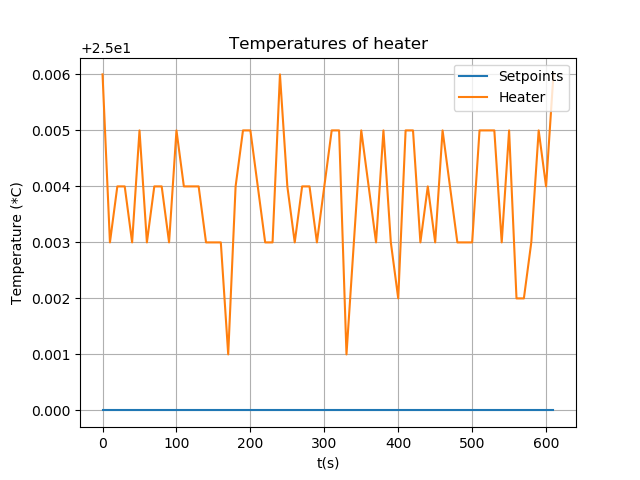 Temperatures of heater
+2.5e1
Setpoints
Heater
0.006
0.005
0.004
0.003
0.002
0.001
0.000
Temperature (*C)
0 100 200 300 400 500 600
t(s)